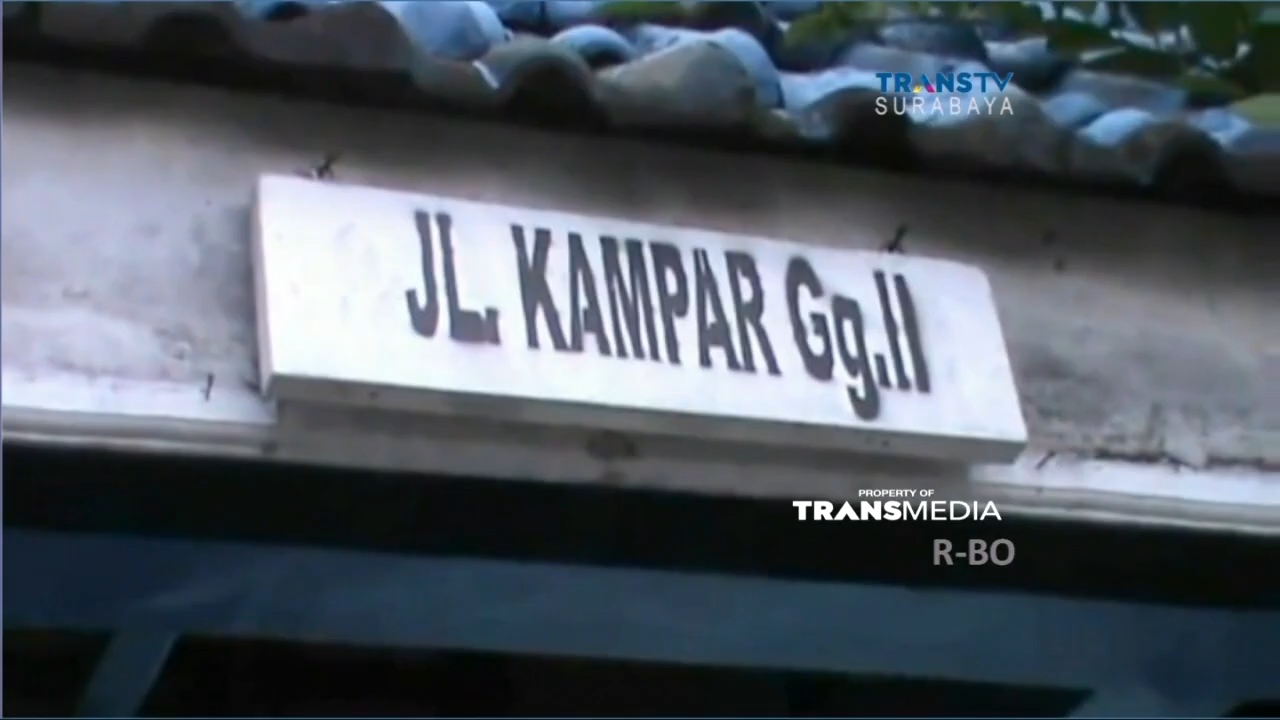 TRANSTV
SURABAYA
JL. KAMPAR Gg.II
PROPERTY OF
TRANSMEDIA
R-BO